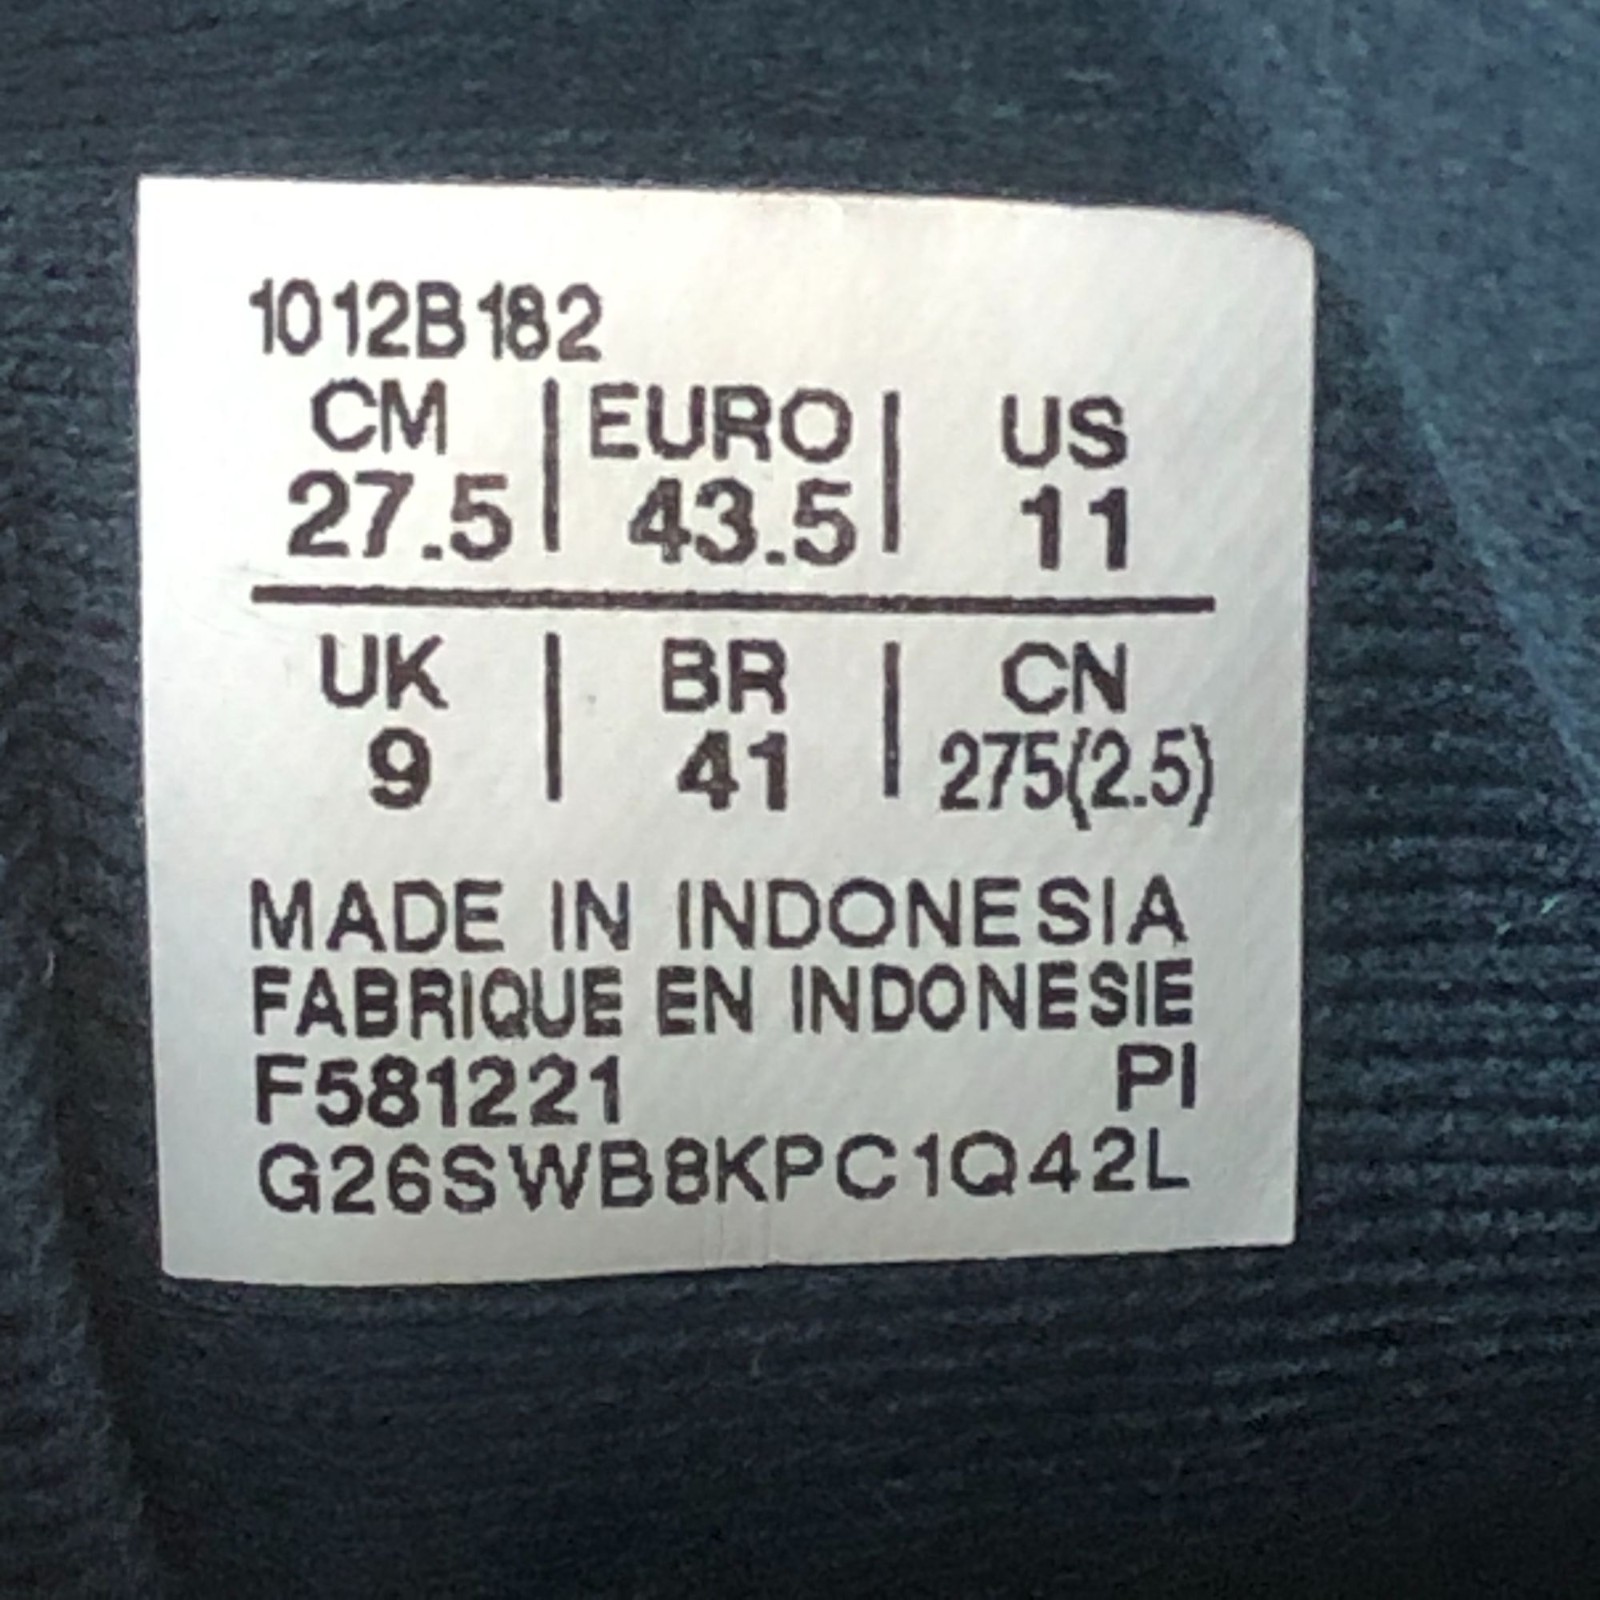 1012B182
CM | EURO | US
27.5 | 43.5 | 11
UK | BR | CN
9 | 41 | 275(2.5)
MADE IN INDONESIA
FABRIQUE EN INDONESIE
F581221 PI
G26SWB8KPC1Q42L